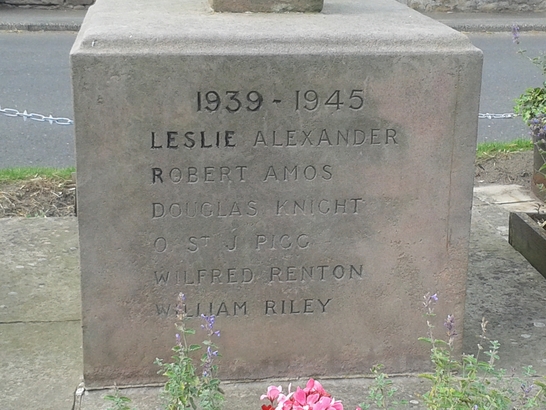 1939 - 1945
LESLIE ALEXANDER
ROBERT AMOS
DOUGLAS KNIGHT
O ST J PIGG
WILFRED RENTON
WILLIAM RILEY